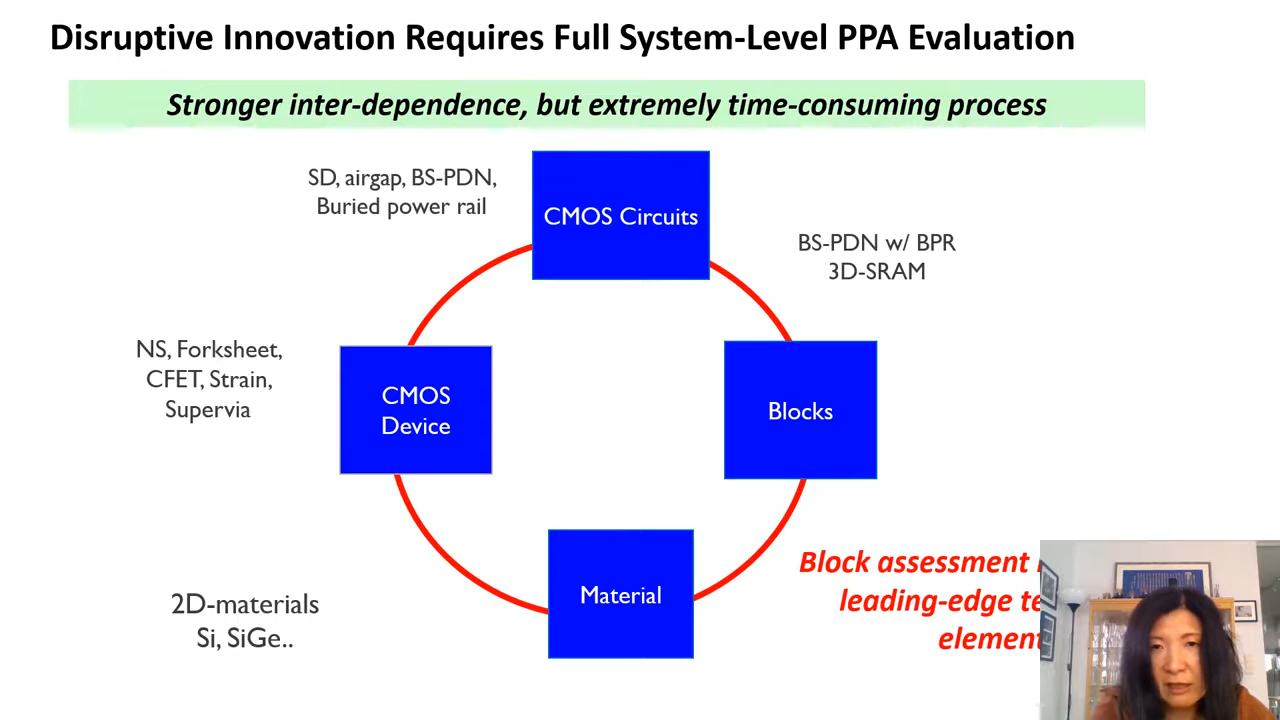 Disruptive Innovation Requires Full System-Level PPA Evaluation
Stronger inter-dependence, but extremely time-consuming process
SD, airgap, BS-PDN,
Buried power rail
CMOS Circuits
BS-PDN w/ BPR
3D-SRAM
NS, Forksheet,
CFET, Strain,
Supervia
CMOS
Device
Blocks
2D-materials
Si, SiGe..
Material
Block assessment
leading-edge